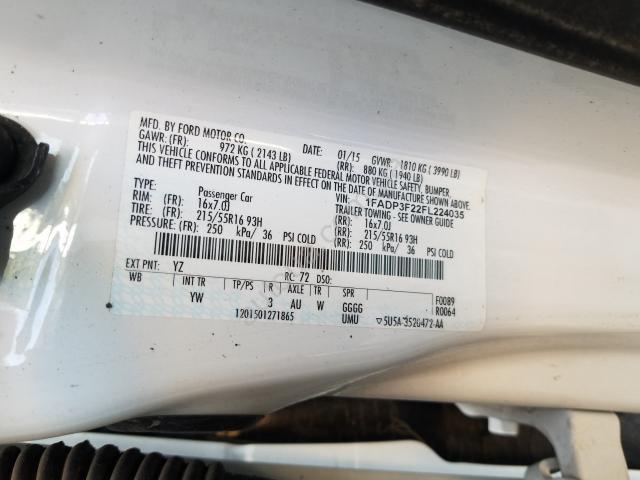 MFD. BY FORD MOTOR CO.
DATE: 01/15 GVWR: 1810 KG ( 3990 LB)
GAWR: (FR): 972 KG ( 2143 LB) (RR): 880 KG ( 1940 LB)
THIS VEHICLE CONFORMS TO ALL APPLICABLE FEDERAL MOTOR VEHICLE SAFETY, BUMPER,
AND THEFT PREVENTION STANDARDS IN EFFECT ON THE DATE OF MANUFACTURE SHOWN ABOVE.
VIN: 1FADP3F22FL224035
TYPE: Passenger Car TRAILER TOWING - SEE OWNER GUIDE
RIM: (FR): 16x7.0J (RR): 16x7.0J
TIRE: (FR): 215/55R16 93H (RR): 215/55R16 93H
PRESSURE: (FR): 250 kPa/ 36 PSI COLD (RR): 250 kPa/ 36 PSI COLD
EXT PNT: YZ RC: 72 DSO:
WB INT TR TP/PS R AXLE TR SPR
YW 3 AU W GGGG
F0089
R0064
1201501271865 UMU ▽5U5A-3520472-AA